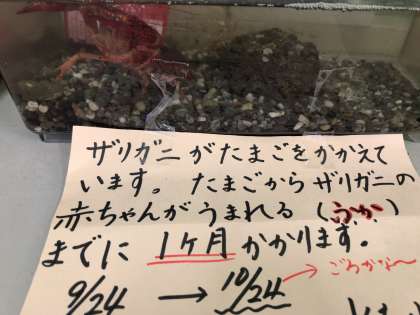 ザリガニがたまごをかかえて
います。たまごからザリガニの
赤ちゃんがうまれる(ふか)
までに1ヶ月かかります。
9/24 → 10/24 → ごろかな〜